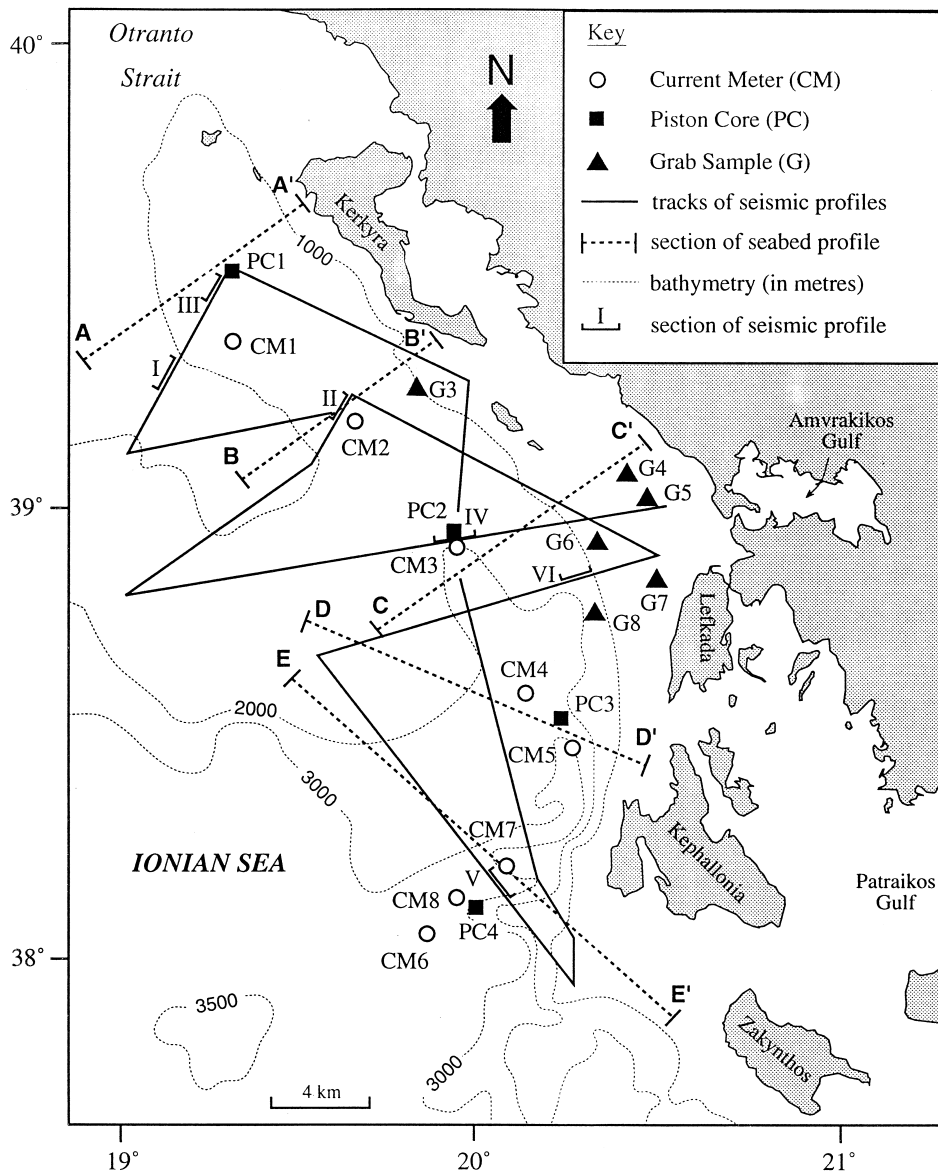 40°
39°
38°
19°
20°
21°
Otranto
Strait
N
Key
Current Meter (CM)
Piston Core (PC)
Grab Sample (G)
tracks of seismic profiles
section of seabed profile
bathymetry (in metres)
I
section of seismic profile
A'
Kerkyra
1000
PC1
III
A
CM1
B'
I
II
G3
CM2
B
Amvrakikos
Gulf
C'
G4
G5
PC2
IV
G6
CM3
VI
G7
C
D
G8
Lefkada
E
CM4
PC3
2000
CM5
D'
3000
CM7
Kephallonia
IONIAN SEA
V
CM8
PC4
CM6
Patraikos
Gulf
E'
3500
Zakynthos
3000
4 km